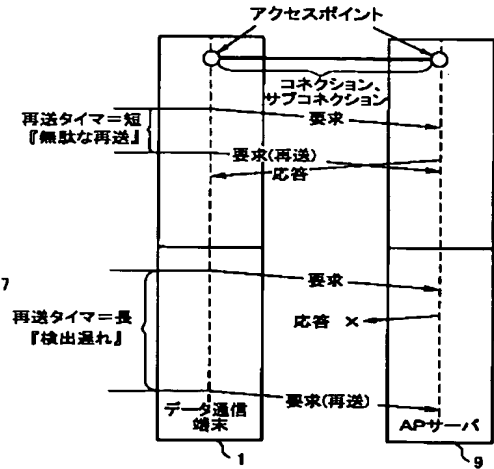 アクセスポイント
コネクション、
サブコネクション
再送タイマ=短
『無駄な再送』
要求
要求(再送)
応答
7
再送タイマ=長
『検出遅れ』
要求
応答 ×
要求(再送)
データ通信
端末
APサーバ
1
9